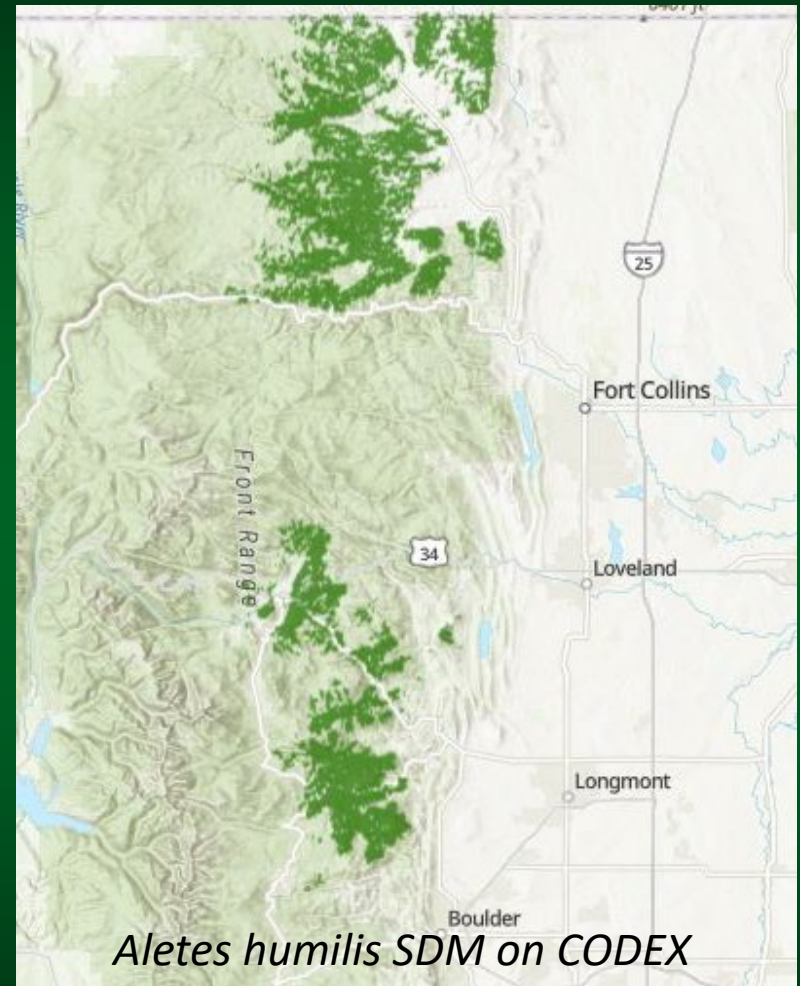 25
Fort Collins
Front Range
34
Loveland
Longmont
Boulder
Aletes humilis SDM on CODEX